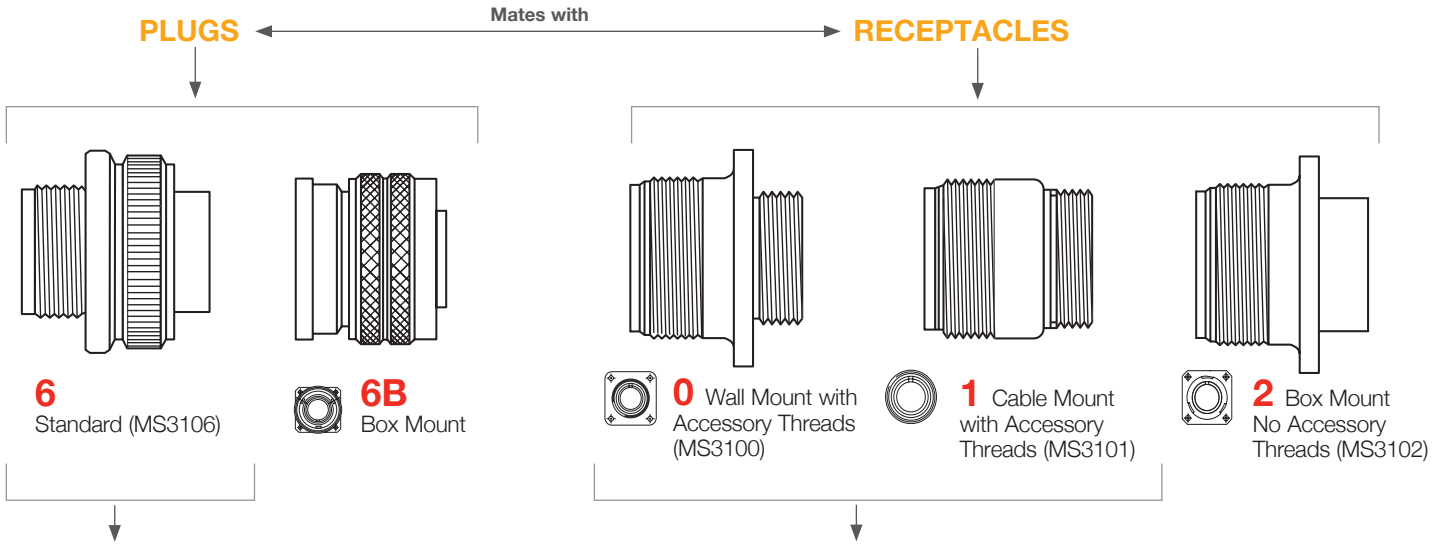 Mates with
PLUGS
RECEPTACLES
6
Standard (MS3106)
6B
Box Mount
0 Wall Mount with
Accessory Threads
(MS3100)
1 Cable Mount
with Accessory
Threads (MS3101)
2 Box Mount
No Accessory
Threads (MS3102)